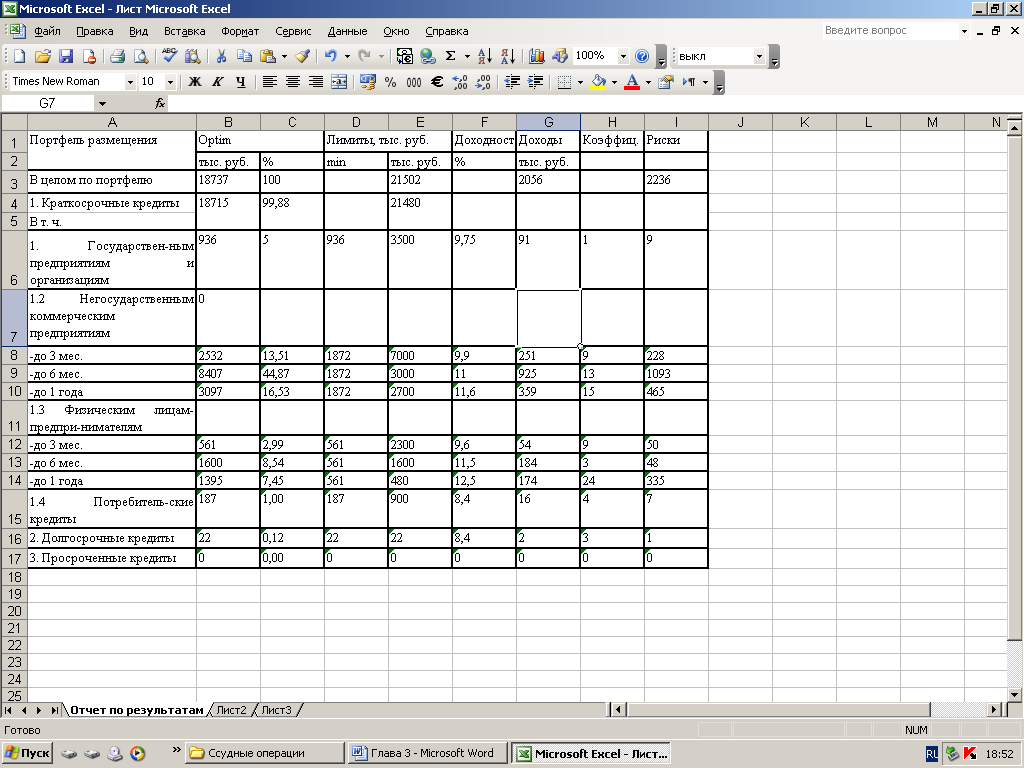 Microsoft Excel - Лист Microsoft Excel
Файл Правка Вид Вставка Формат Сервис Данные Окно Справка Введите вопрос
100% выкл
Times New Roman 10 Ж К Ч % 000 €
G7 fx
A B C D E F G H I J K L M N
1 Портфель размещения Optim Лимиты, тыс. руб. Доходност Доходы Коэффиц. Риски
2 тыс. руб. % min тыс. руб. % тыс. руб.
3 В целом по портфелю 18737 100 21502 2056 2236
4 1. Краткосрочные кредиты 18715 99,88 21480
5 В т. ч.
1. Государствен-ным 936 5 936 3500 9,75 91 1 9
предприятиям и
6 организациям
1.2 Негосударственным 0
коммерческим
7 предприятиям
8 -до 3 мес. 2532 13,51 1872 7000 9,9 251 9 228
9 -до 6 мес. 8407 44,87 1872 3000 11 925 13 1093
10 -до 1 года 3097 16,53 1872 2700 11,6 359 15 465
1.3 Физическим лицам-
11 предпри-нимателям
12 -до 3 мес. 561 2,99 561 2300 9,6 54 9 50
13 -до 6 мес. 1600 8,54 561 1600 11,5 184 3 48
14 -до 1 года 1395 7,45 561 480 12,5 174 24 335
1.4 Потребитель-ские 187 1,00 187 900 8,4 16 4 7
15 кредиты
16 2. Долгосрочные кредиты 22 0,12 22 22 8,4 2 3 1
17 3. Просроченные кредиты 0 0,00 0 0 0 0 0 0
18
19
20
21
22
23
24
25
Отчет по результатам Лист2 Лист3
Готово NUM
Пуск Ссудные операции Глава 3 - Microsoft Word Microsoft Excel - Лист... RL 18:52